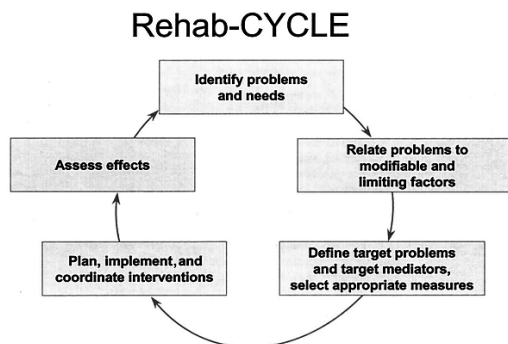 Rehab-CYCLE
Identify problems
and needs
Relate problems to
modifiable and
limiting factors
Define target problems
and target mediators,
select appropriate measures
Plan, implement, and
coordinate interventions
Assess effects